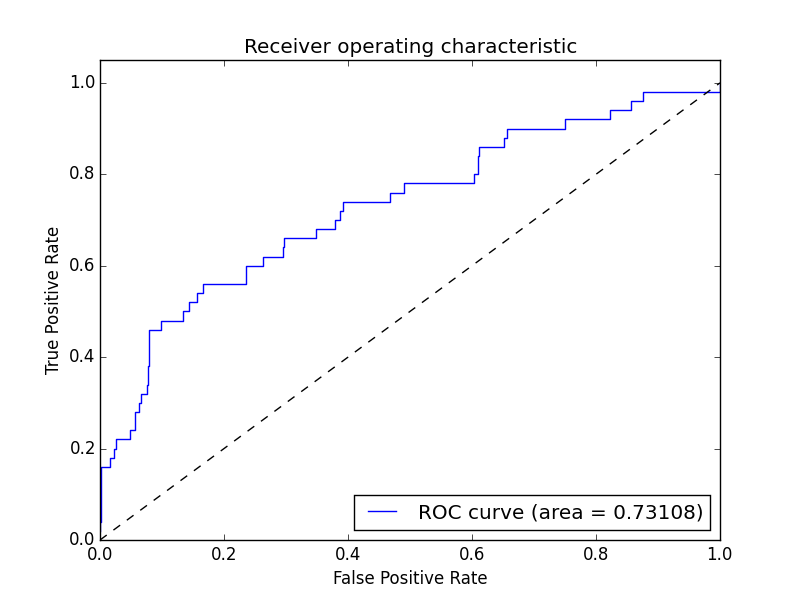 Receiver operating characteristic
1.0
0.8
0.6
0.4
0.2
0.0
True Positive Rate
ROC curve (area = 0.73108)
0.0 0.2 0.4 0.6 0.8 1.0
False Positive Rate